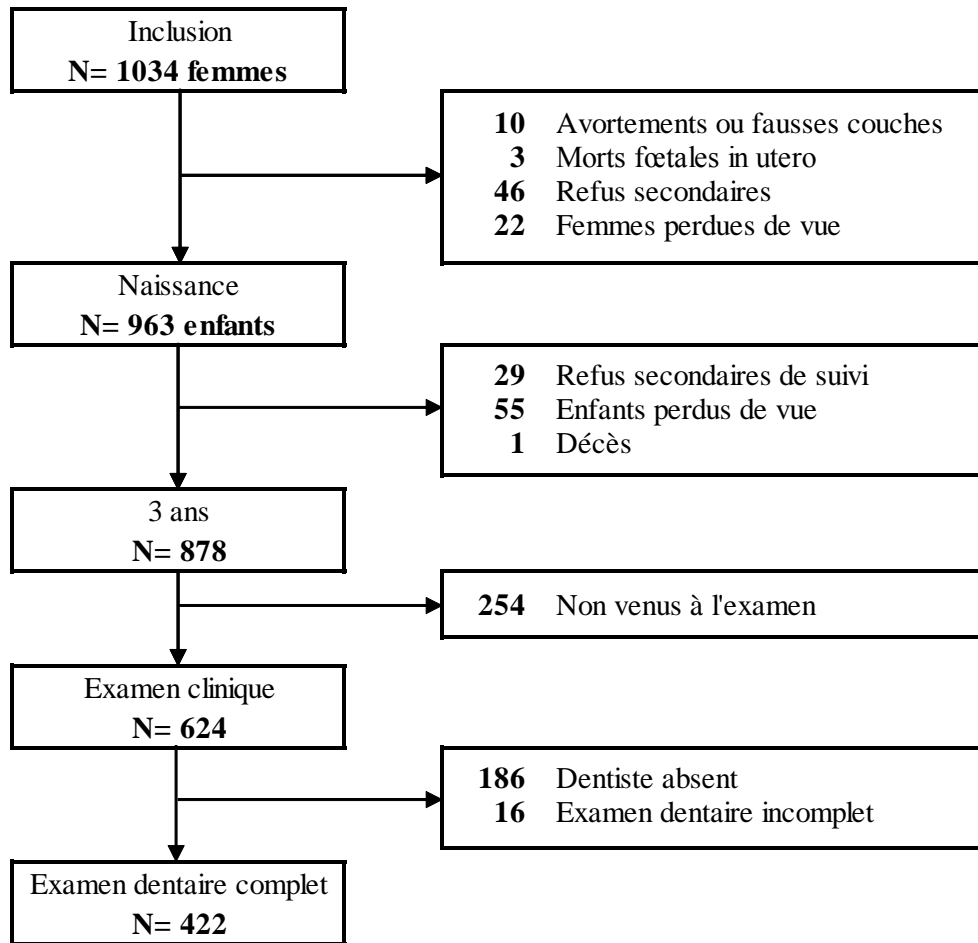 Inclusion
N= 1034 femmes
10 Avortements ou fausses couches
3 Morts fœtales in utero
46 Refus secondaires
22 Femmes perdues de vue
Naissance
N= 963 enfants
29 Refus secondaires de suivi
55 Enfants perdus de vue
1 Décès
3 ans
N= 878
254 Non venus à l'examen
Examen clinique
N= 624
186 Dentiste absent
16 Examen dentaire incomplet
Examen dentaire complet
N= 422